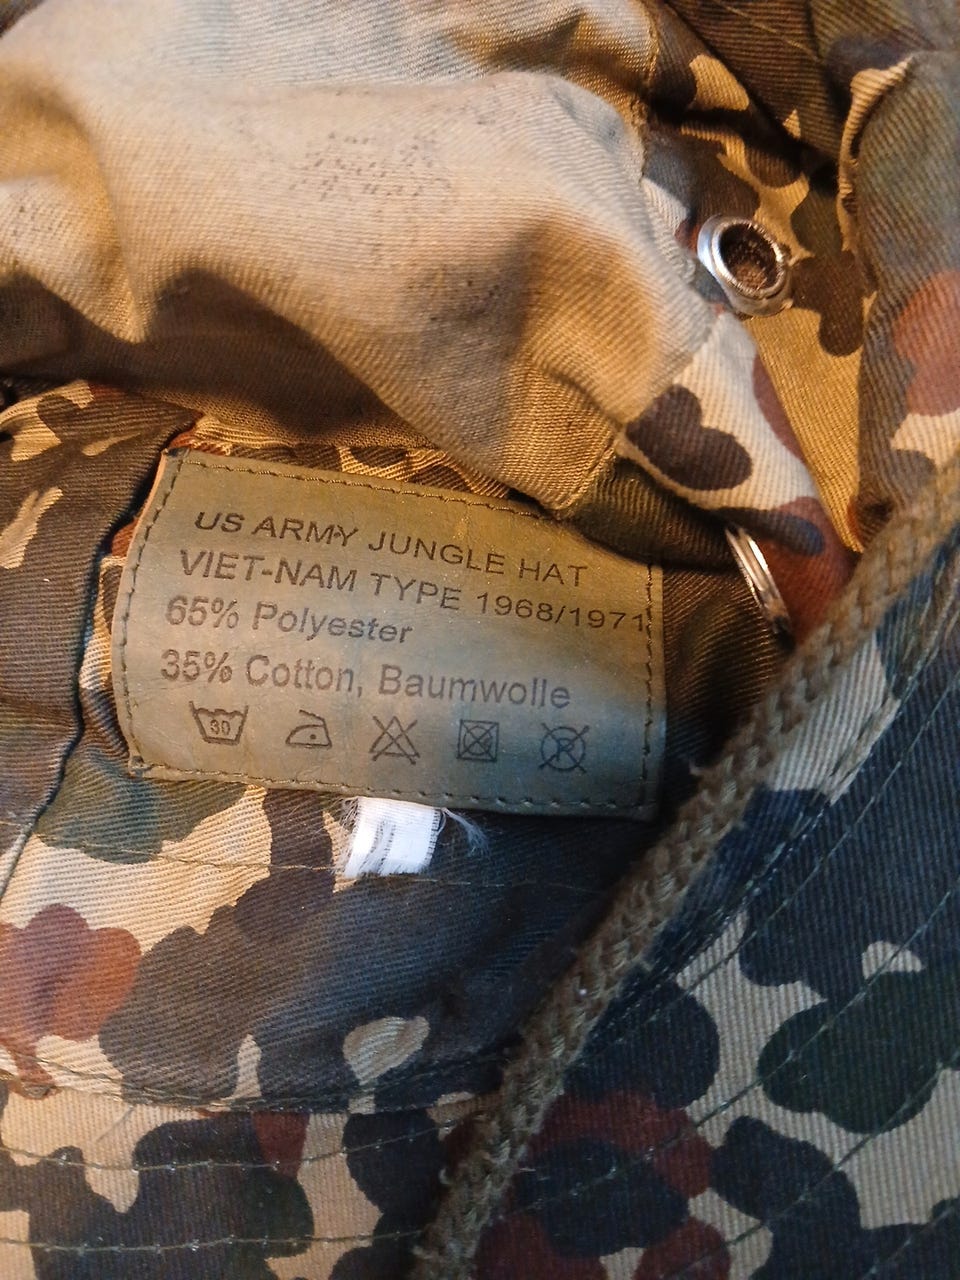 US ARMY JUNGLE HAT
VIET-NAM TYPE 1968/1971
65% Polyester
35% Cotton, Baumwolle
30 P